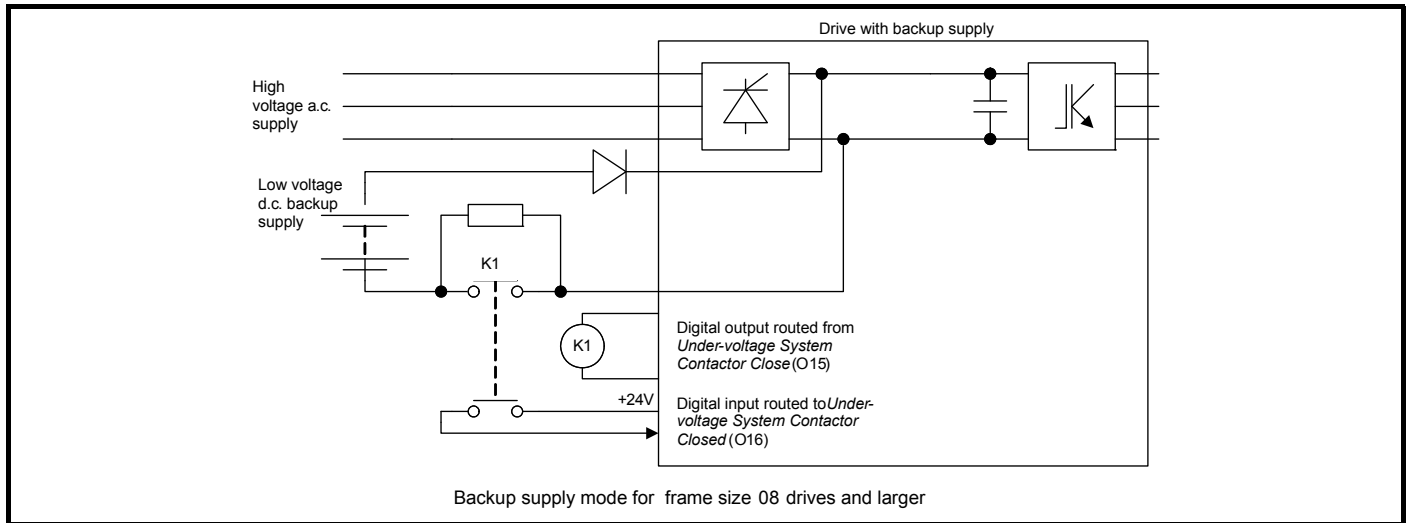 Drive with backup supply
High
voltage a.c.
supply
Low voltage
d.c. backup
supply
K1
K1
Digital output routed from
Under-voltage System
Contactor Close(O15)
+24V
Digital input routed toUnder-
voltage System Contactor
Closed (O16)
Backup supply mode for frame size 08 drives and larger